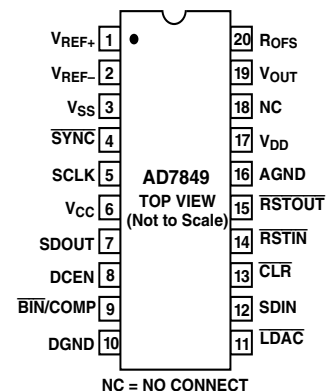 VREF+ 1 20 ROFS
VREF– 2 19 VOUT
VSS 3 18 NC
SYNC 4 17 VDD
SCLK 5 AD7849 16 AGND
VCC 6 TOP VIEW 15 RSTOUT
SDOUT 7 (Not to Scale) 14 RSTIN
DCEN 8 13 CLR
BIN/COMP 9 12 SDIN
DGND 10 11 LDAC
NC = NO CONNECT